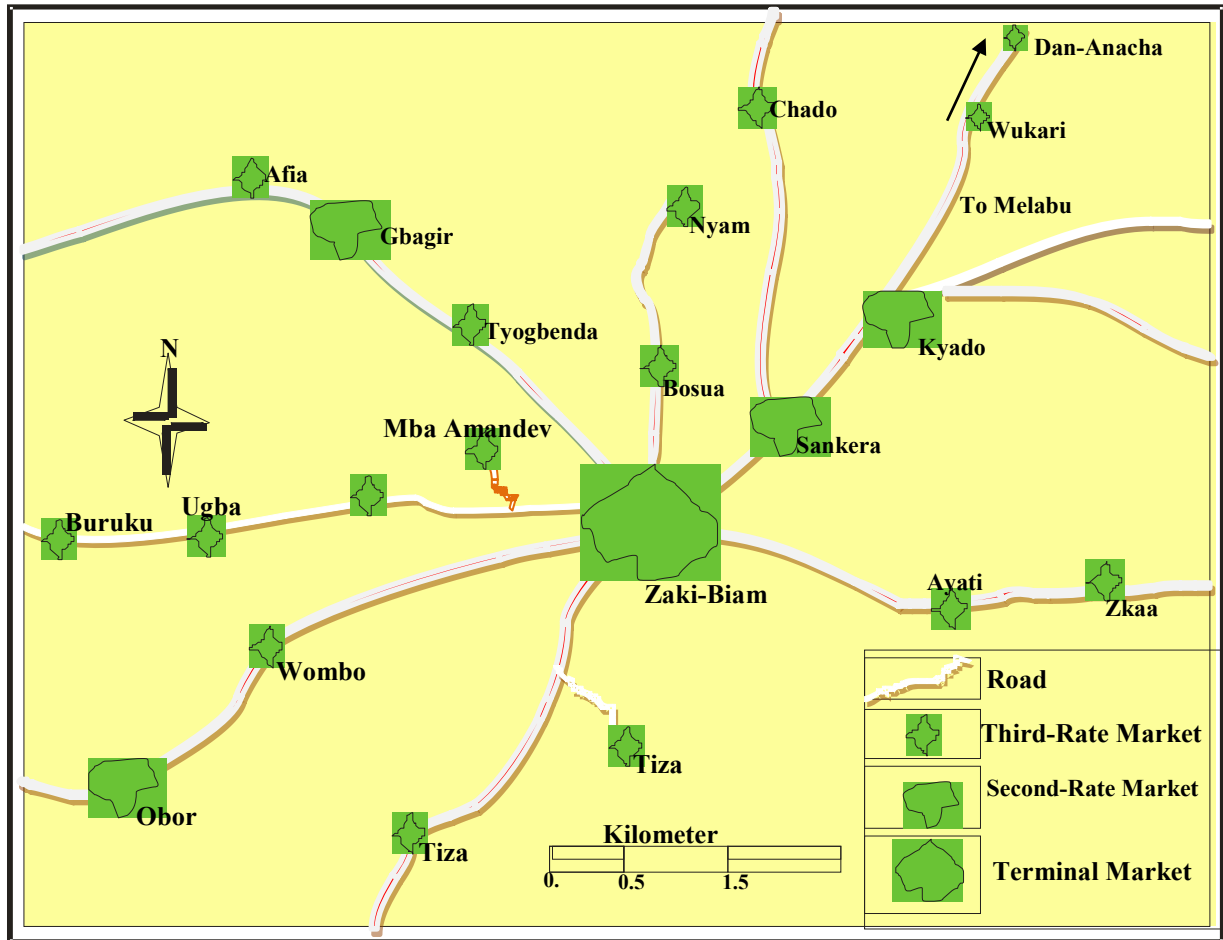 Dan-Anacha
Chado
Wukari
Afia
To Melabu
Nyam
Gbagir
Tyogbenda
Kyado
N
Bosua
Mba Amandev
Sankera
Ugba
Buruku
Ayati
Zaki-Biam
Zkaa
Wombo
Road
Third-Rate Market
Tiza
Second-Rate Market
Obor
Kilometer
Tiza
Terminal Market
0. 0.5 1.5